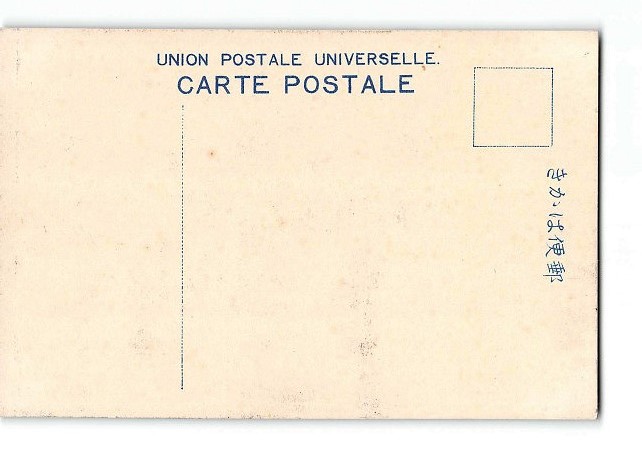 UNION POSTALE UNIVERSELLE.
CARTE POSTALE
きかは便郵